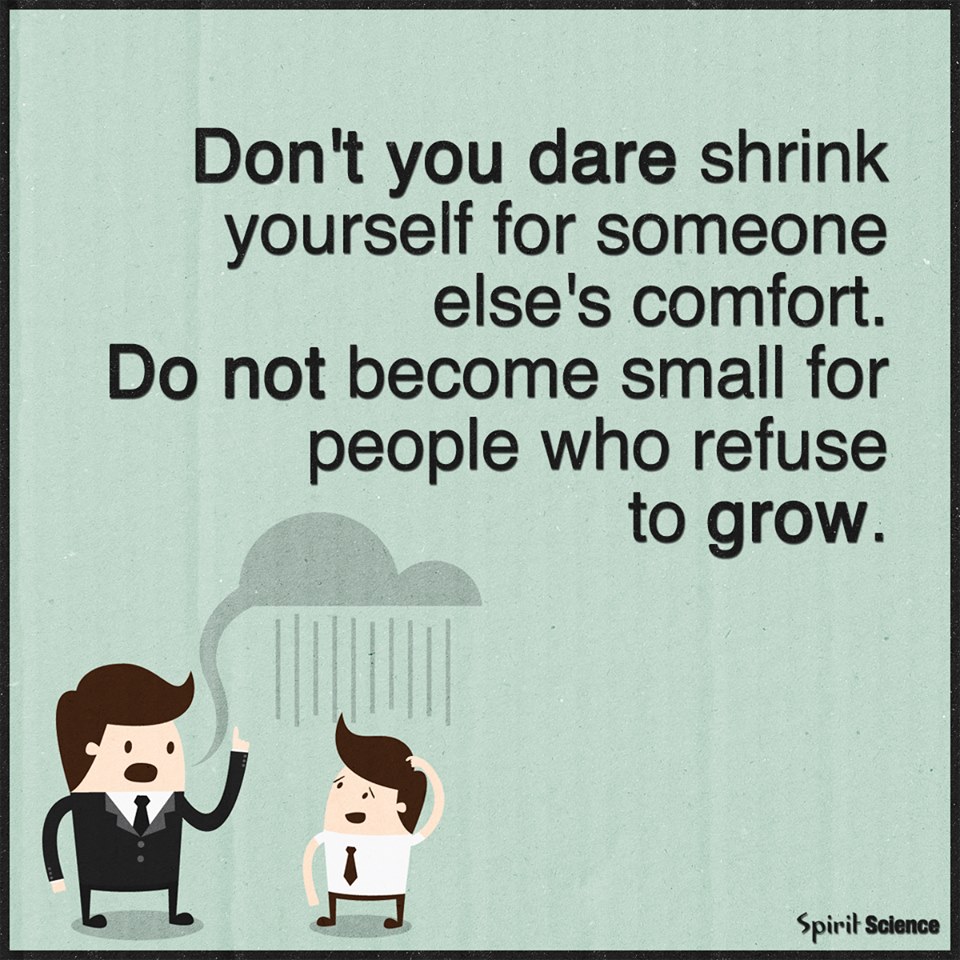 Don't you dare shrink
yourself for someone
else's comfort.
Do not become small for
people who refuse
to grow.
Spirit Science